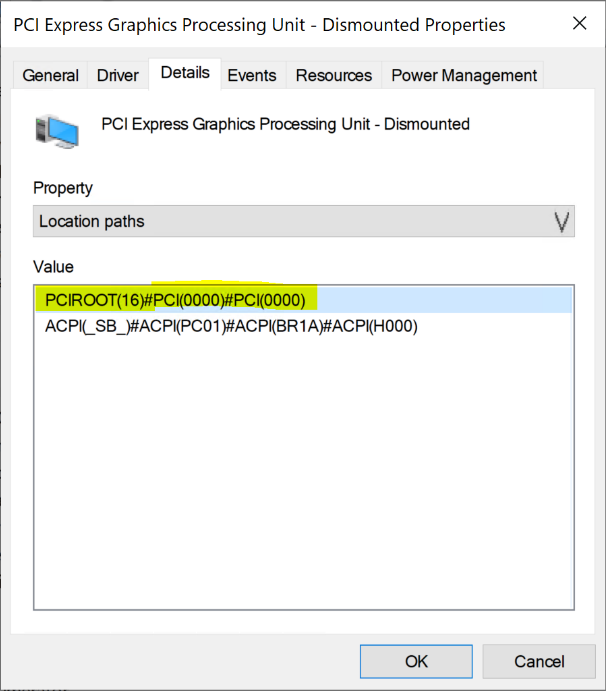 PCI Express Graphics Processing Unit - Dismounted Properties
General Driver Details Events Resources Power Management
PCI Express Graphics Processing Unit - Dismounted
Property
Location paths
Value
PCIROOT(16)#PCI(0000)#PCI(0000)
ACPI(_SB_)#ACPI(PC01)#ACPI(BR1A)#ACPI(H000)
OK Cancel